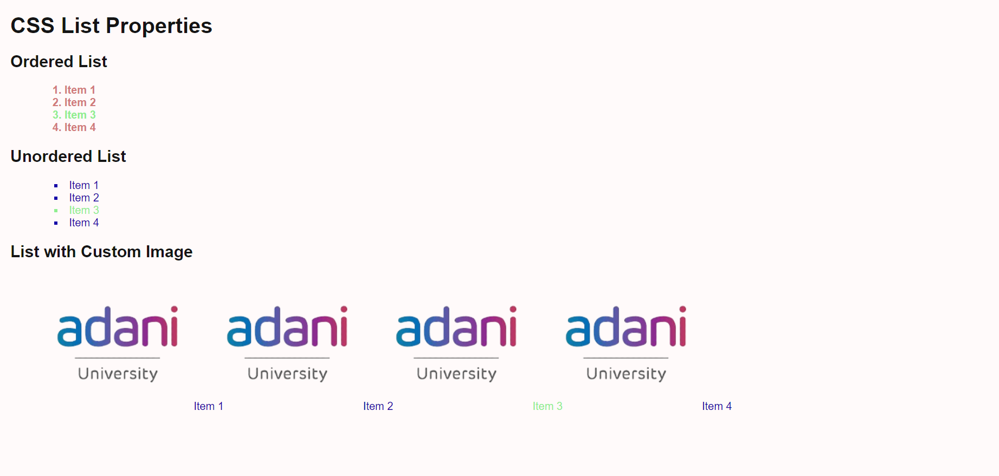 CSS List Properties
Ordered List
1. Item 1
2. Item 2
3. Item 3
4. Item 4
Unordered List
▪ Item 1
▪ Item 2
▪ Item 3
▪ Item 4
List with Custom Image
adani adani adani adani
University University University University
Item 1 Item 2 Item 3 Item 4